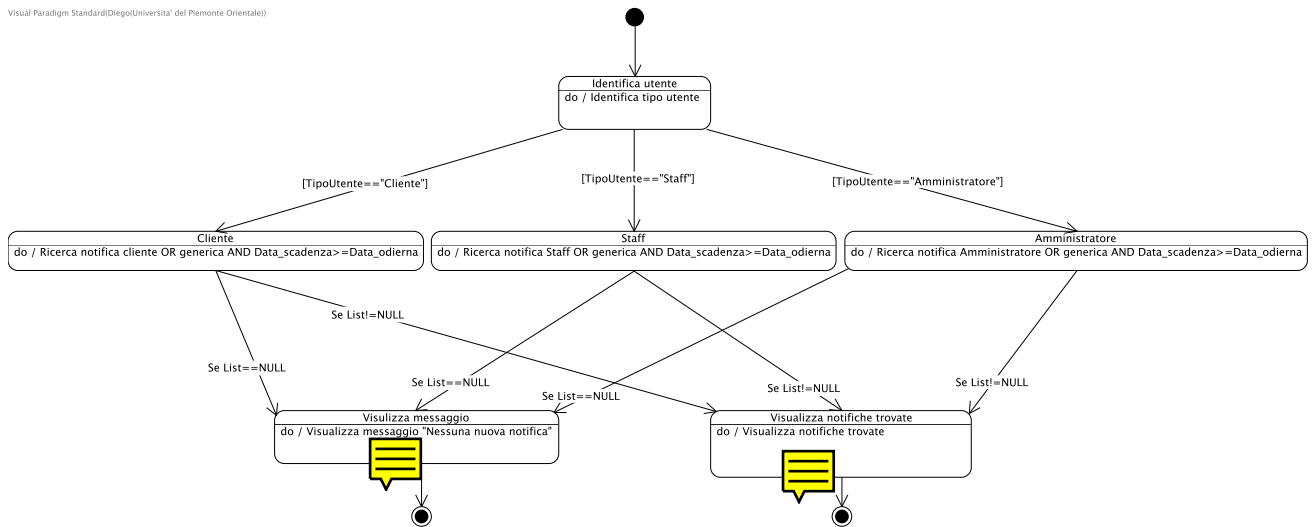 Visual Paradigm Standard(Diego(Universita' del Piemonte Orientale))
Identifica utente
do / Identifica tipo utente
[TipoUtente=="Cliente"]
[TipoUtente=="Staff"]
[TipoUtente=="Amministratore"]
Cliente
do / Ricerca notifica cliente OR generica AND Data_scadenza>=Data_odierna
Staff
do / Ricerca notifica Staff OR generica AND Data_scadenza>=Data_odierna
Amministratore
do / Ricerca notifica Amministratore OR generica AND Data_scadenza>=Data_odierna
Se List!=NULL
Se List==NULL
Se List==NULL
Se List==NULL
Se List!=NULL
Se List!=NULL
Visulizza messaggio
do / Visualizza messaggio "Nessuna nuova notifica"
Visualizza notifiche trovate
do / Visualizza notifiche trovate